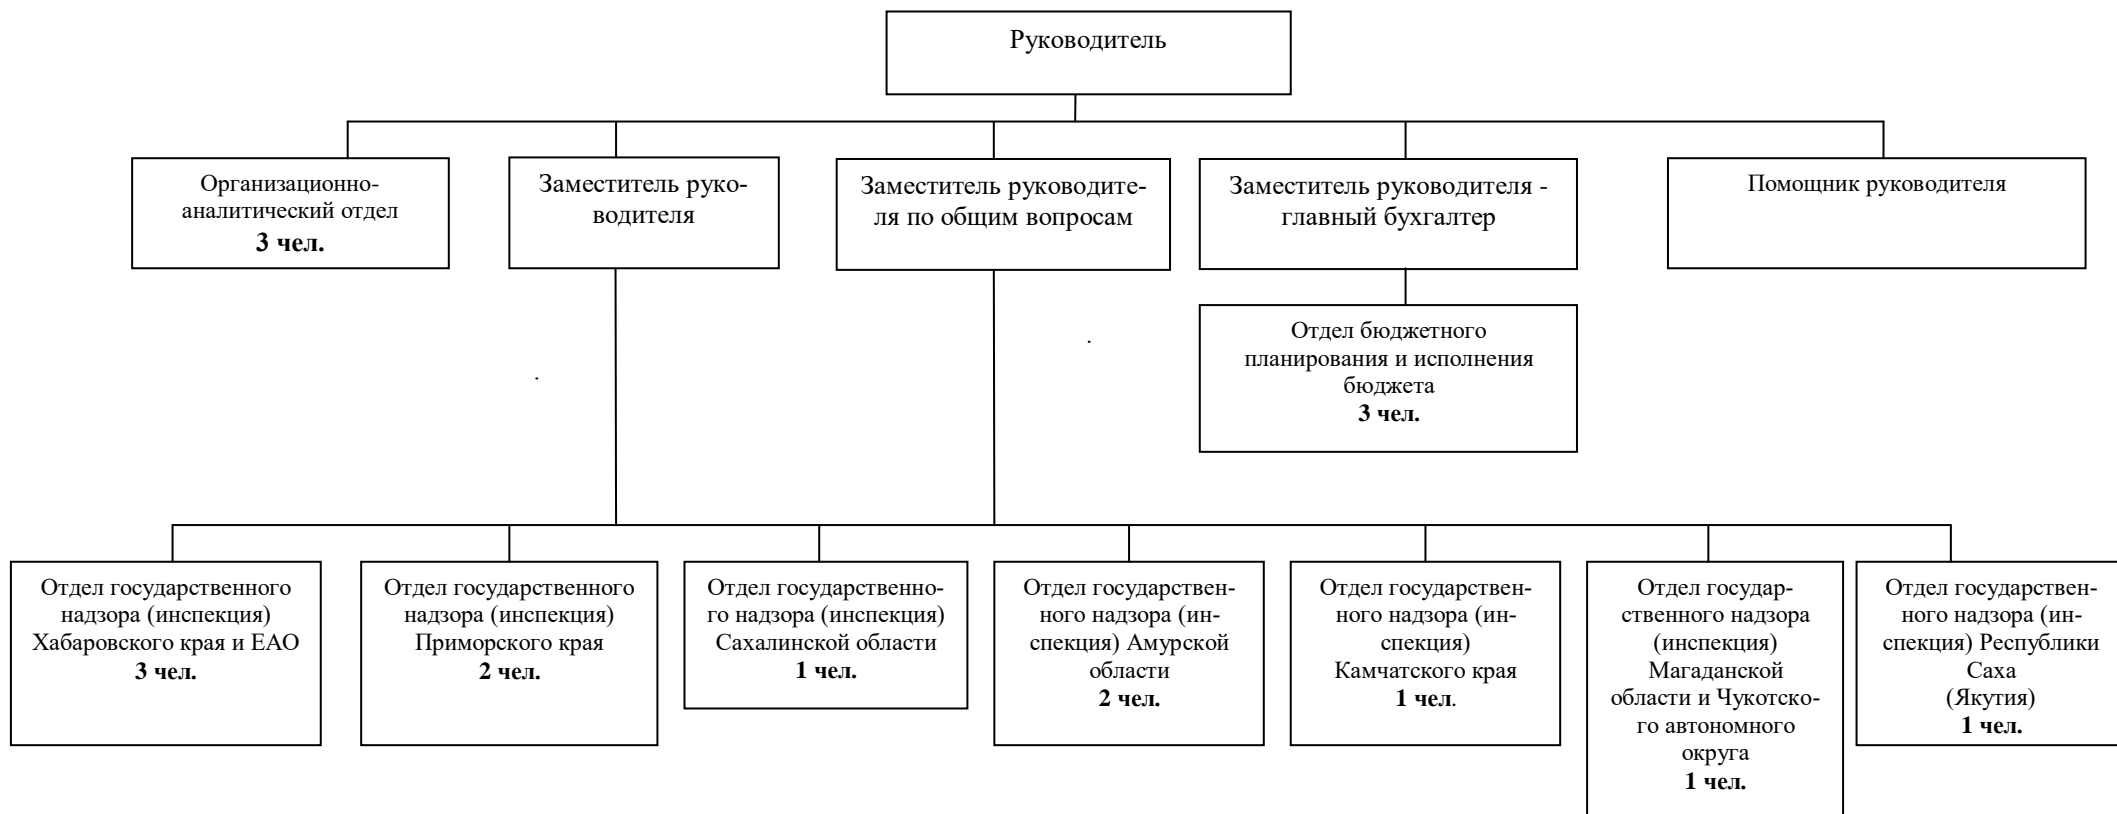 Руководитель
Организационно-
аналитический отдел
3 чел.
Заместитель руко-
водителя
Заместитель руководите-
ля по общим вопросам
Заместитель руководителя -
главный бухгалтер
Помощник руководителя
Отдел бюджетного
планирования и исполнения
бюджета
3 чел.
Отдел государственного
надзора (инспекция)
Хабаровского края и ЕАО
3 чел.
Отдел государственного
надзора (инспекция)
Приморского края
2 чел.
Отдел государственно-
го надзора (инспекция)
Сахалинской области
1 чел.
Отдел государствен-
ного надзора (ин-
спекция) Амурской
области
2 чел.
Отдел государствен-
ного надзора (ин-
спекция)
Камчатского края
1 чел.
Отдел государ-
ственного надзора
(инспекция)
Магаданской
области и Чукотско-
го автономного
округа
1 чел.
Отдел государствен-
ного надзора (ин-
спекция) Республики
Саха
(Якутия)
1 чел.